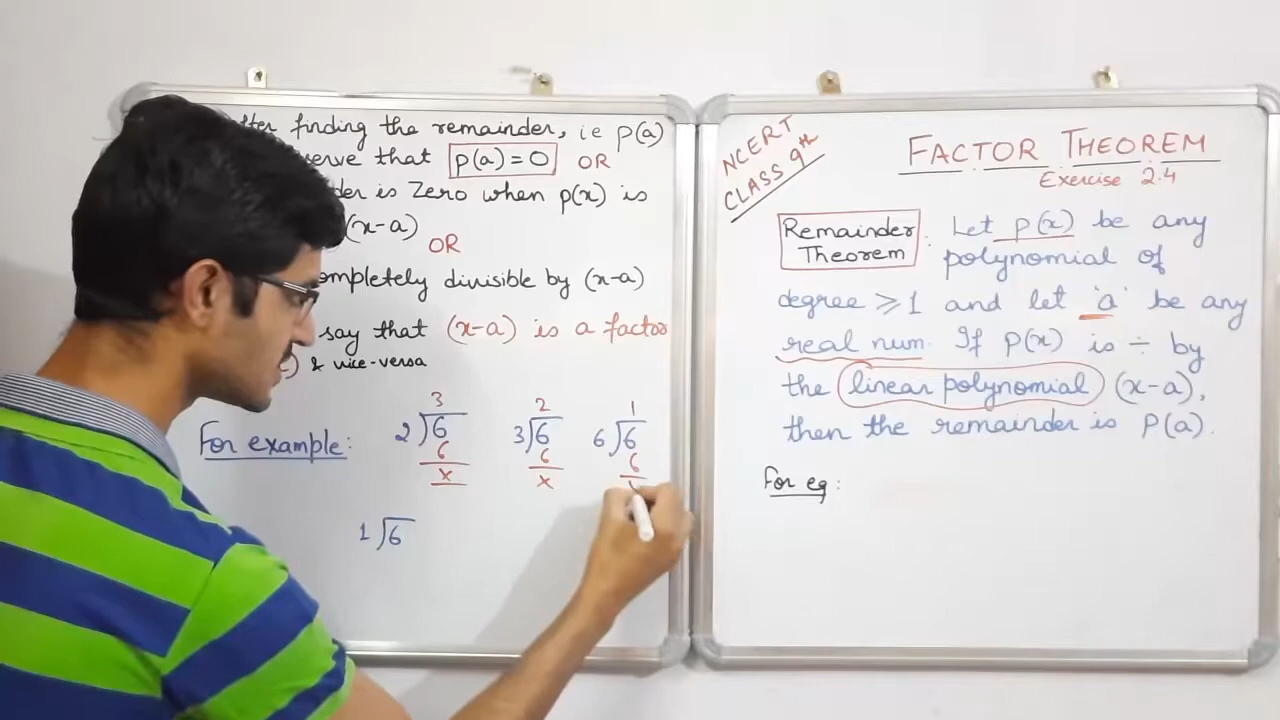 finding the remainder, ie p(a)
that p(a) = 0 OR
is Zero when p(x) is
(x-a)
OR
divisible by (x-a)
say that (x-a) is a factor
& vice-versa
For example:
3
2 ) 6
6
x
2
3 ) 6
6
x
1
6 ) 6
6
1 ) 6
NCERT
CLASS 9th
FACTOR THEOREM
Exercise 2.4
Remainder Theorem : Let p(x) be any
polynomial of
degree ⩾ 1 and let 'a' be any
real num. If p(x) is ÷ by
the linear polynomial (x-a),
then the remainder is p(a).
For eg :